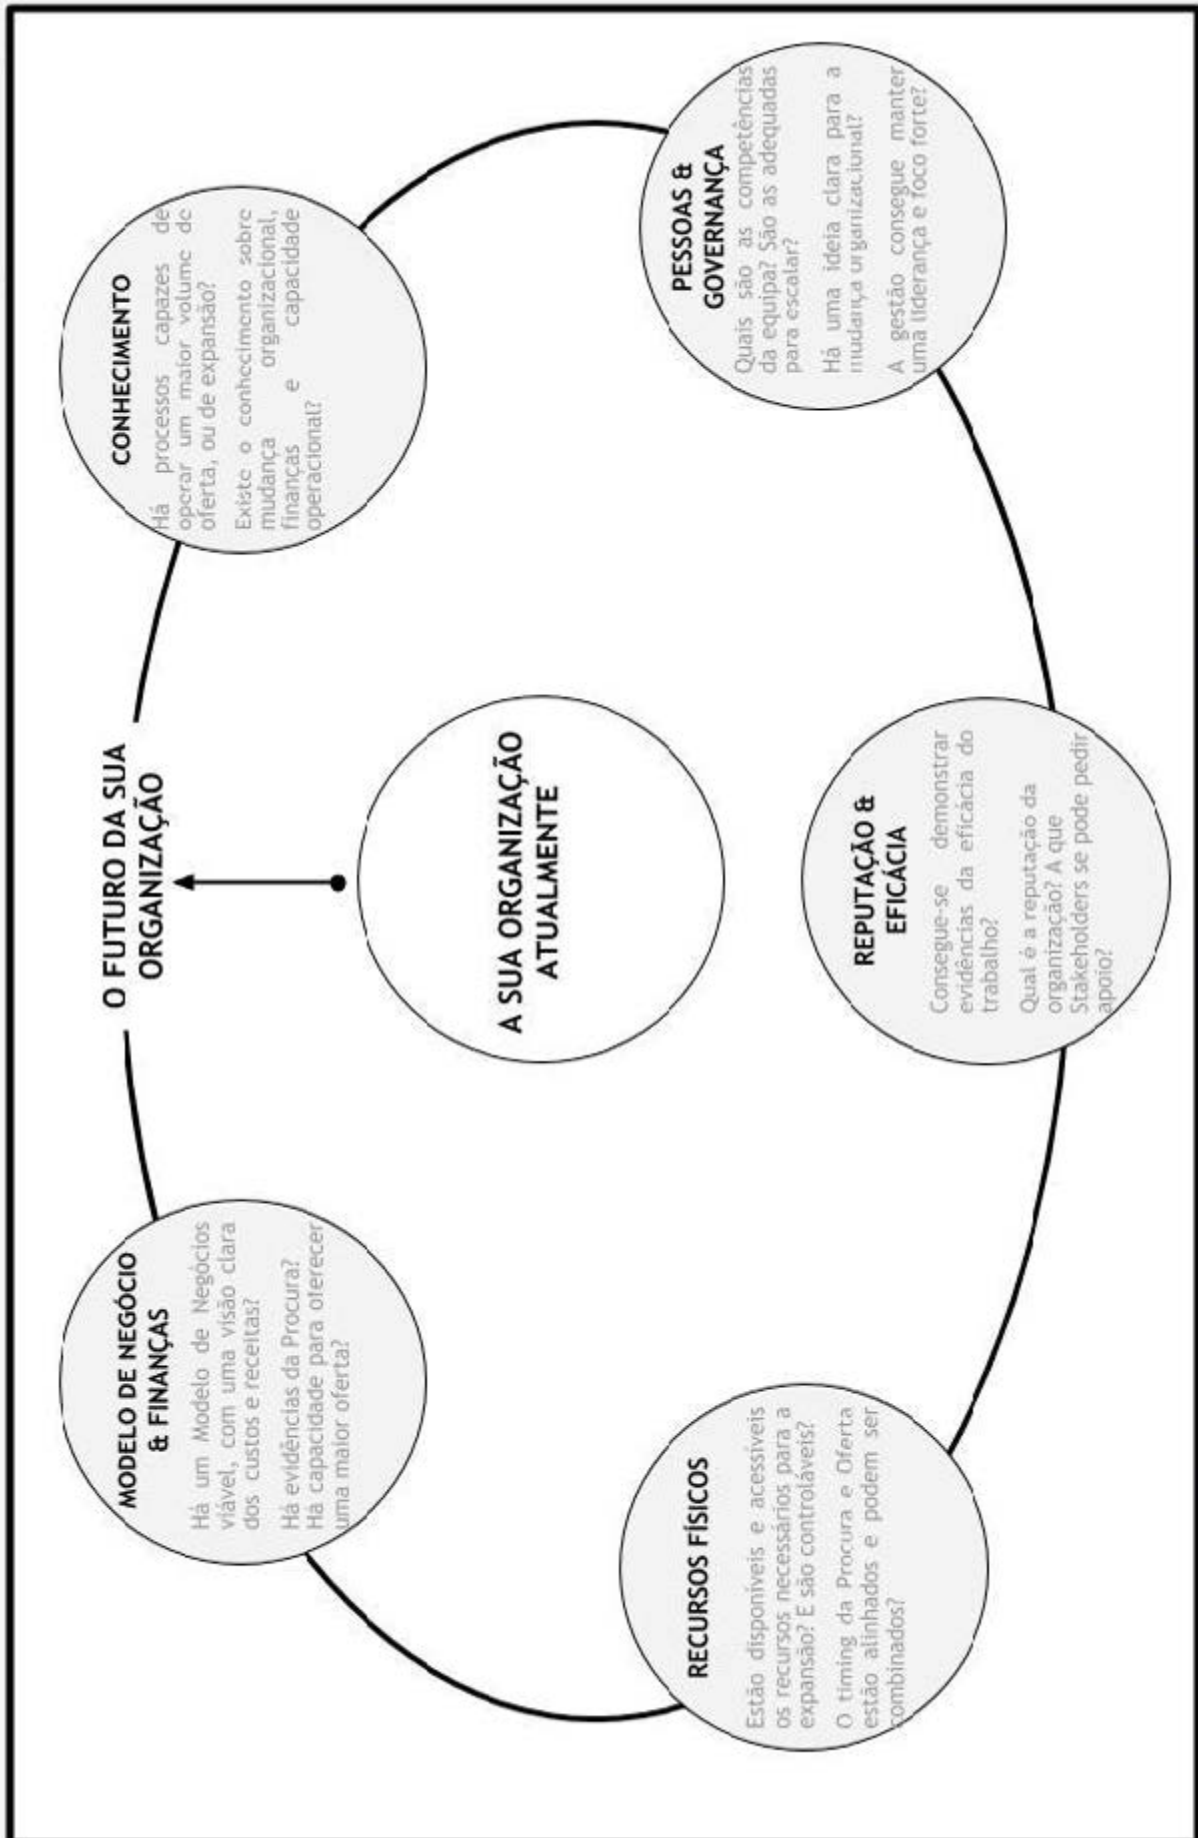 O FUTURO DA SUA
ORGANIZAÇÃO
MODELO DE NEGÓCIO
& FINANÇAS
Há um Modelo de Negócios
viável, com uma visão clara
dos custos e receitas?
Há evidências da Procura?
Há capacidade para oferecer
uma maior oferta?
CONHECIMENTO
Há processos capazes de
operar um maior volume de
oferta, ou de expansão?
Existe o conhecimento sobre
mudança organizacional,
finanças e capacidade
operacional?
A SUA ORGANIZAÇÃO
ATUALMENTE
RECURSOS FÍSICOS
Estão disponíveis e acessíveis
os recursos necessários para a
expansão? E são controláveis?
O timing da Procura e Oferta
estão alinhados e podem ser
combinados?
REPUTAÇÃO &
EFICÁCIA
Consegue-se demonstrar
evidências da eficácia do
trabalho?
Qual é a reputação da
organização? A que
Stakeholders se pode pedir
apoio?
PESSOAS &
GOVERNANÇA
Quais são as competências
da equipa? São as adequadas
para escalar?
Há uma ideia clara para a
mudança organizacional?
A gestão consegue manter
uma liderança e foco forte?